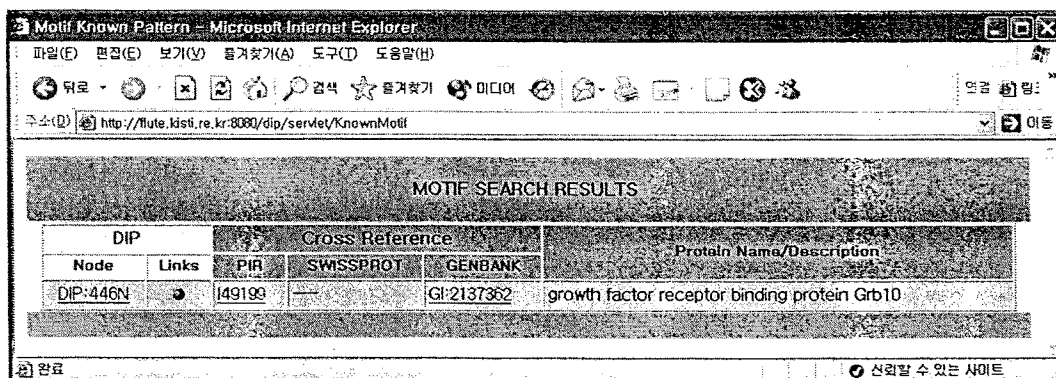 Motif Known Pattern - Microsoft Internet Explorer
파일(F) 편집(E) 보기(V) 즐겨찾기(A) 도구(T) 도움말(H)
뒤로 검색 즐겨찾기 미디어 연결 »
주소(D) http://flute.kisti.re.kr:8080/dip/servlet/KnownMotif 이동
MOTIF SEARCH RESULTS
DIP Cross Reference Protein Name/Description
Node Links PIR SWISSPROT GENBANK
DIP:446N I49199 ---- GI:2137362 growth factor receptor binding protein Grb10
완료 신뢰할 수 있는 사이트